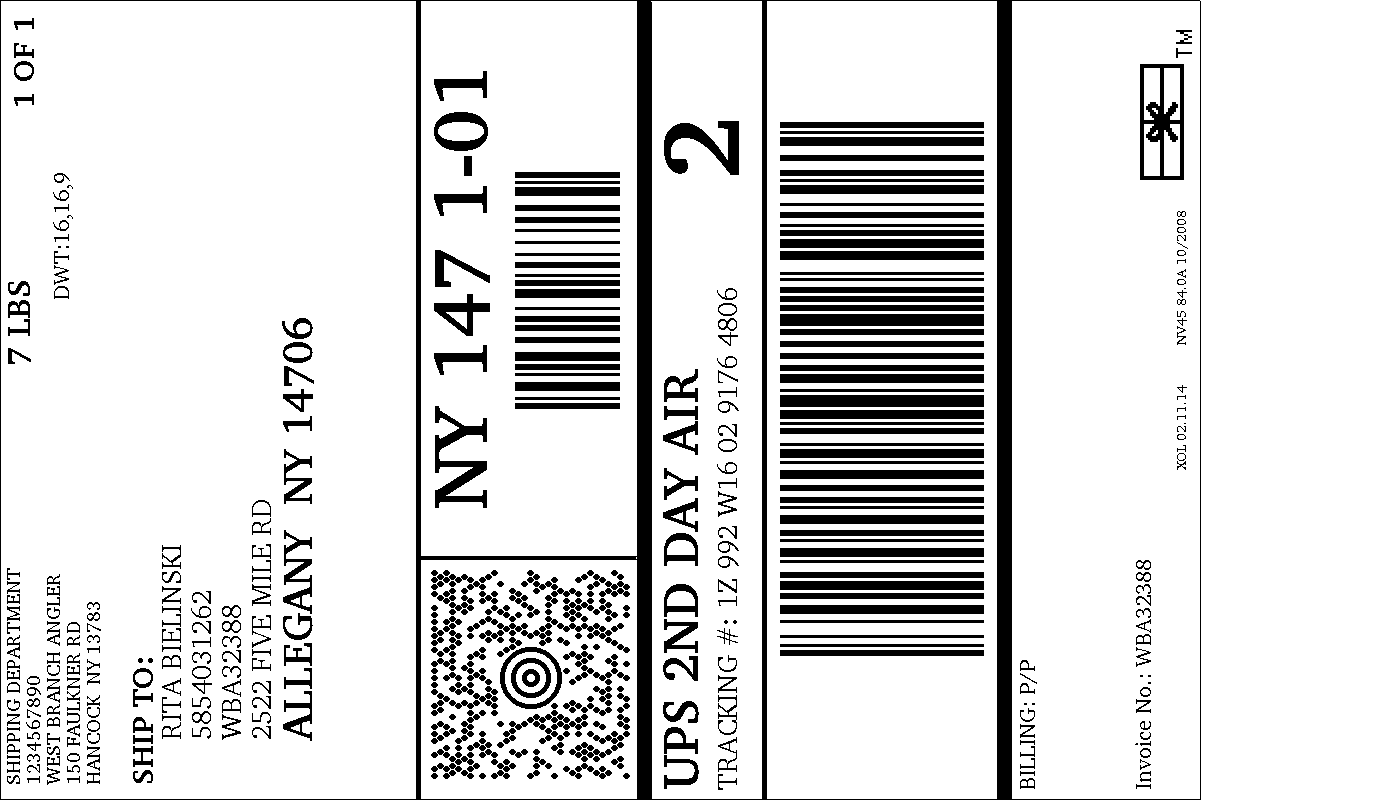 SHIPPING DEPARTMENT
1234567890
WEST BRANCH ANGLER
150 FAULKNER RD
HANCOCK NY 13783
7 LBS
1 OF 1
DWT:16,16,9
SHIP TO:
RITA BIELINSKI
5854031262
WBA32388
2522 FIVE MILE RD
ALLEGANY NY 14706
NY 147 1-01
UPS 2ND DAY AIR
2
TRACKING #: 1Z 992 W16 02 9176 4806
BILLING: P/P
Invoice No.: WBA32388
XOL 02.11.14
NV45 84.0A 10/2008
TM